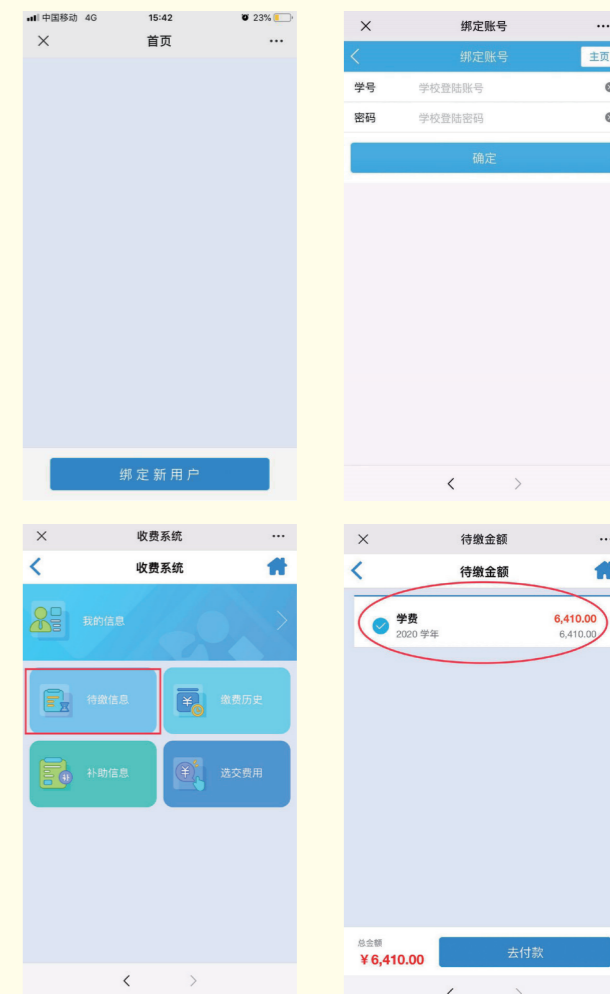 中国移动 4G 15:42 23%
首页
绑定新用户
绑定账号
绑定账号 主页
学号 学校登陆账号
密码 学校登陆密码
确定
收费系统
收费系统
我的信息
待缴信息 缴费历史
补助信息 选交费用
待缴金额
待缴金额
学费 6,410.00
2020 学年 6,410.00
总金额
¥6,410.00 去付款